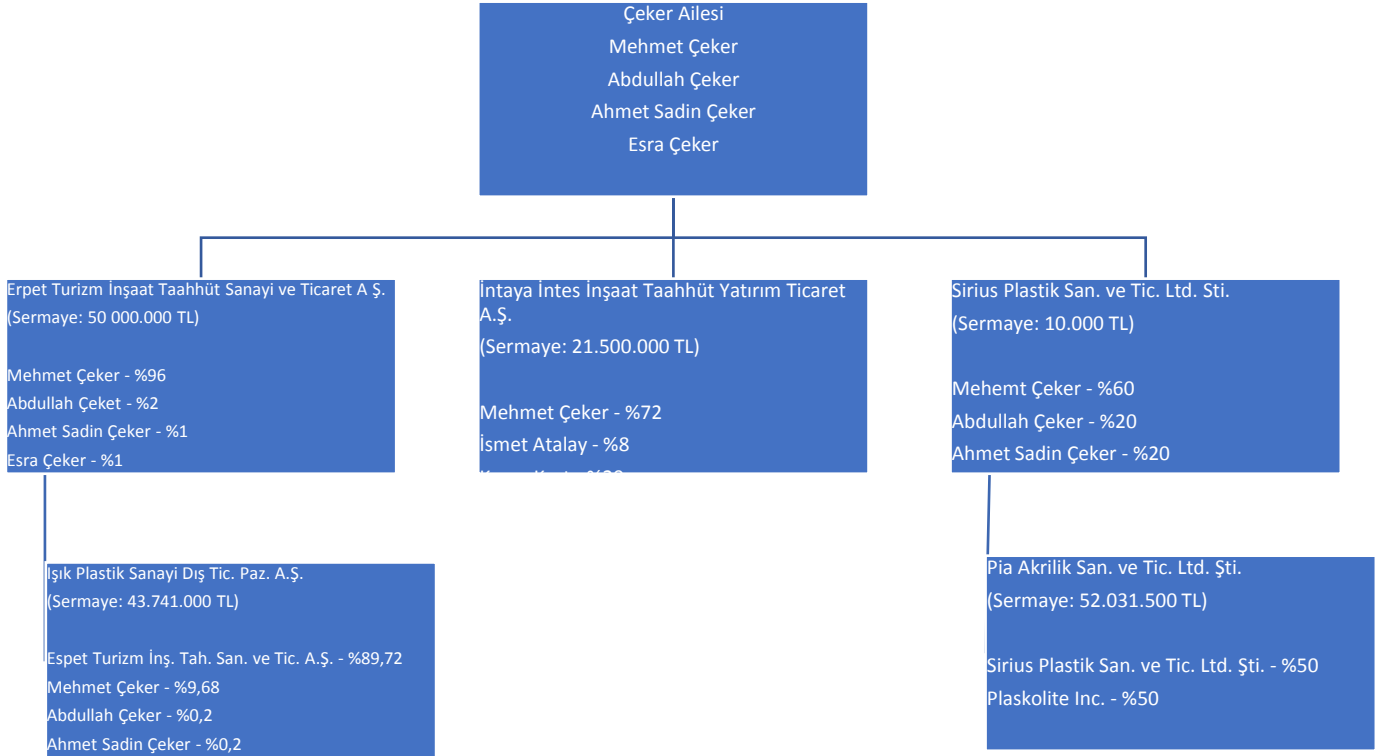 Çeker Ailesi
Mehmet Çeker
Abdullah Çeker
Ahmet Sadin Çeker
Esra Çeker
Erpet Turizm İnşaat Taahhüt Sanayi ve Ticaret A Ş.
(Sermaye: 50 000.000 TL)
Mehmet Çeker - %96
Abdullah Çeket - %2
Ahmet Sadin Çeker - %1
Esra Çeker - %1
İntaya İntes İnşaat Taahhüt Yatırım Ticaret
A.Ş.
(Sermaye: 21.500.000 TL)
Mehmet Çeker - %72
İsmet Atalay - %8
Sirius Plastik San. ve Tic. Ltd. Sti.
(Sermaye: 10.000 TL)
Mehemt Çeker - %60
Abdullah Çeker - %20
Ahmet Sadin Çeker - %20
Işık Plastik Sanayi Dış Tic. Paz. A.Ş.
(Sermaye: 43.741.000 TL)
Espet Turizm İnş. Tah. San. ve Tic. A.Ş. - %89,72
Mehmet Çeker - %9,68
Abdullah Çeker - %0,2
Ahmet Sadin Çeker - %0,2
Pia Akrilik San. ve Tic. Ltd. Şti.
(Sermaye: 52.031.500 TL)
Sirius Plastik San. ve Tic. Ltd. Şti. - %50
Plaskolite Inc. - %50